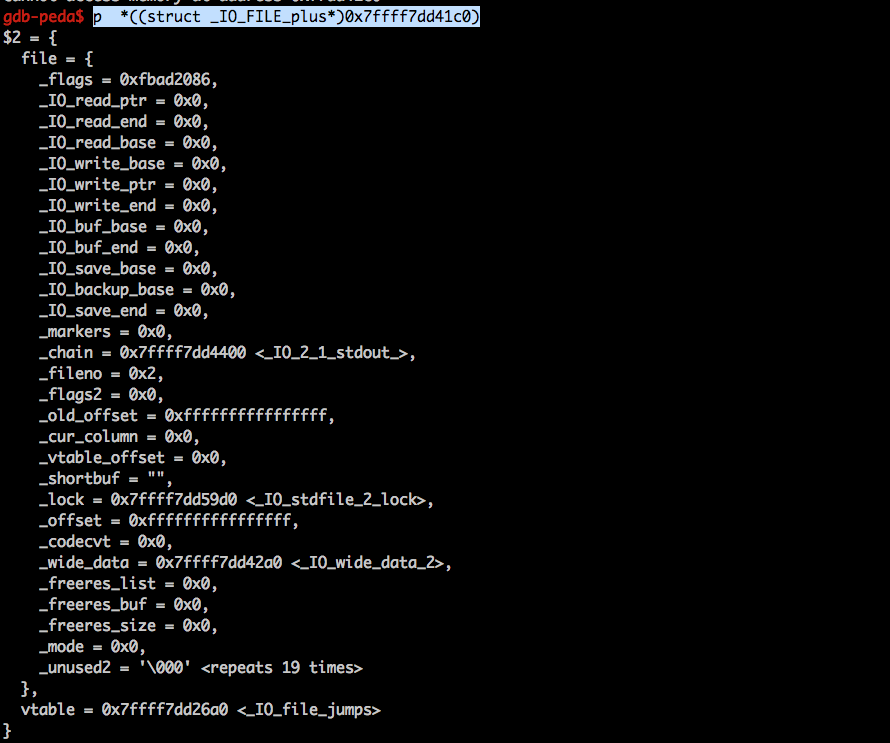 gdb-peda$ p  *((struct _IO_FILE_plus*)0x7ffff7dd41c0)
$2 = {
  file = {
    _flags = 0xfbad2086,
    _IO_read_ptr = 0x0,
    _IO_read_end = 0x0,
    _IO_read_base = 0x0,
    _IO_write_base = 0x0,
    _IO_write_ptr = 0x0,
    _IO_write_end = 0x0,
    _IO_buf_base = 0x0,
    _IO_buf_end = 0x0,
    _IO_save_base = 0x0,
    _IO_backup_base = 0x0,
    _IO_save_end = 0x0,
    _markers = 0x0,
    _chain = 0x7ffff7dd4400 <_IO_2_1_stdout_>,
    _fileno = 0x2,
    _flags2 = 0x0,
    _old_offset = 0xffffffffffffffff,
    _cur_column = 0x0,
    _vtable_offset = 0x0,
    _shortbuf = "",
    _lock = 0x7ffff7dd59d0 <_IO_stdfile_2_lock>,
    _offset = 0xffffffffffffffff,
    _codecvt = 0x0,
    _wide_data = 0x7ffff7dd42a0 <_IO_wide_data_2>,
    _freeres_list = 0x0,
    _freeres_buf = 0x0,
    _freeres_size = 0x0,
    _mode = 0x0,
    _unused2 = '\000' <repeats 19 times>
  },
  vtable = 0x7ffff7dd26a0 <_IO_file_jumps>
}